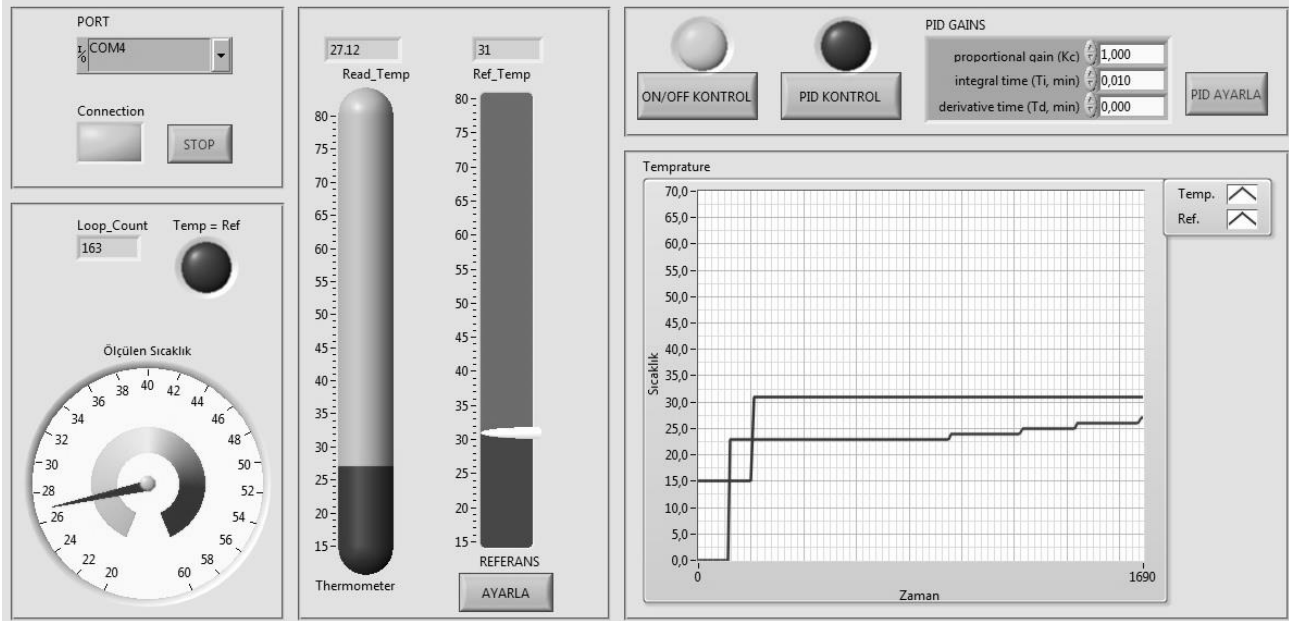 PORT
I/O COM4
Connection
STOP
Loop_Count
163
Temp = Ref
Ölçülen Sıcaklık
20
22
24
26
28
30
32
34
36
38
40
42
44
46
48
50
52
54
56
58
60
27.12
Read_Temp
80
75
70
65
60
55
50
45
40
35
30
25
20
15
Thermometer
31
Ref_Temp
80
75
70
65
60
55
50
45
40
35
30
25
20
15
REFERANS
AYARLA
ON/OFF KONTROL
PID KONTROL
PID GAINS
proportional gain (Kc) 1,000
integral time (Ti, min) 0,010
derivative time (Td, min) 0,000
PID AYARLA
Temprature
70,0
65,0
60,0
55,0
50,0
45,0
40,0
35,0
30,0
25,0
20,0
15,0
10,0
5,0
0,0
Sıcaklık
0
1690
Zaman
Temp.
Ref.